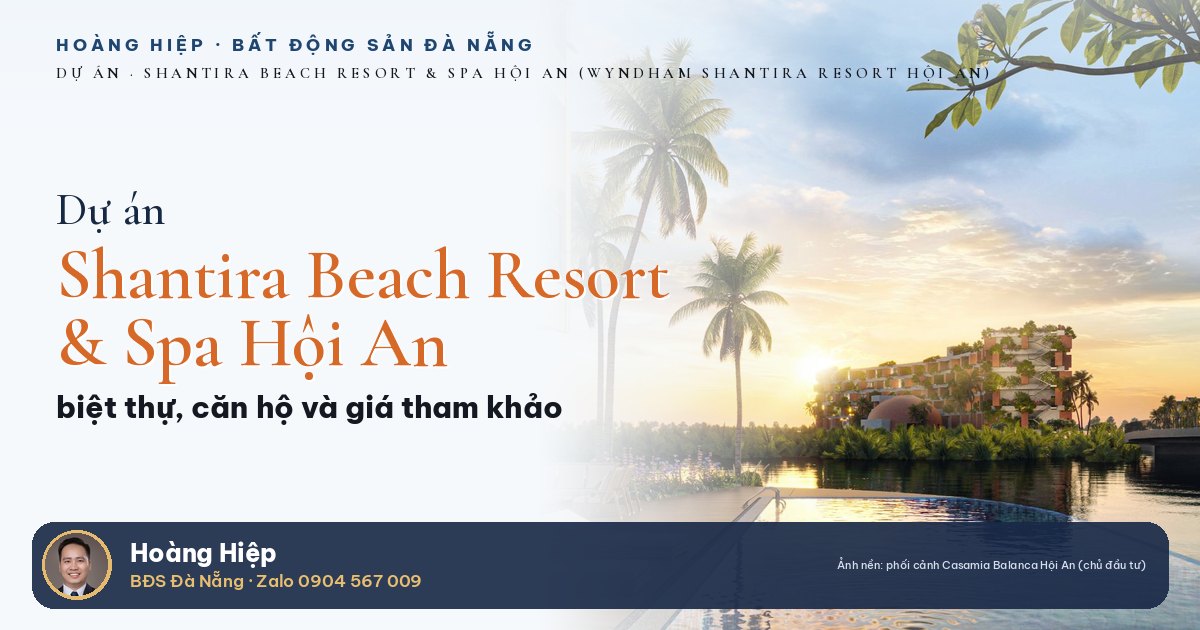 HOÀNG HIỆP · BẤT ĐỘNG SẢN ĐÀ NẴNG
DỰ ÁN · SHANTIRA BEACH RESORT & SPA HỘI AN (WYNDHAM SHANTIRA RESORT HỘI AN)
Dự án
Shantira Beach Resort
& Spa Hội An
biệt thự, căn hộ và giá tham khảo
Hoàng Hiệp
BĐS Đà Nẵng · Zalo 0904 567 009
Ảnh nền: phối cảnh Casamia Balanca Hội An (chủ đầu tư)